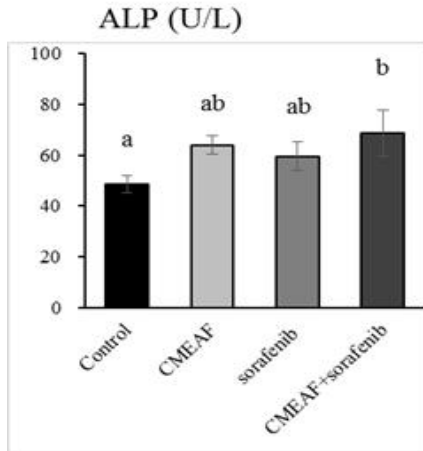 ALP (U/L)
100
80
60
40
20
0
a
ab
ab
b
Control
CMEAF
sorafenib
CMEAF+sorafenib